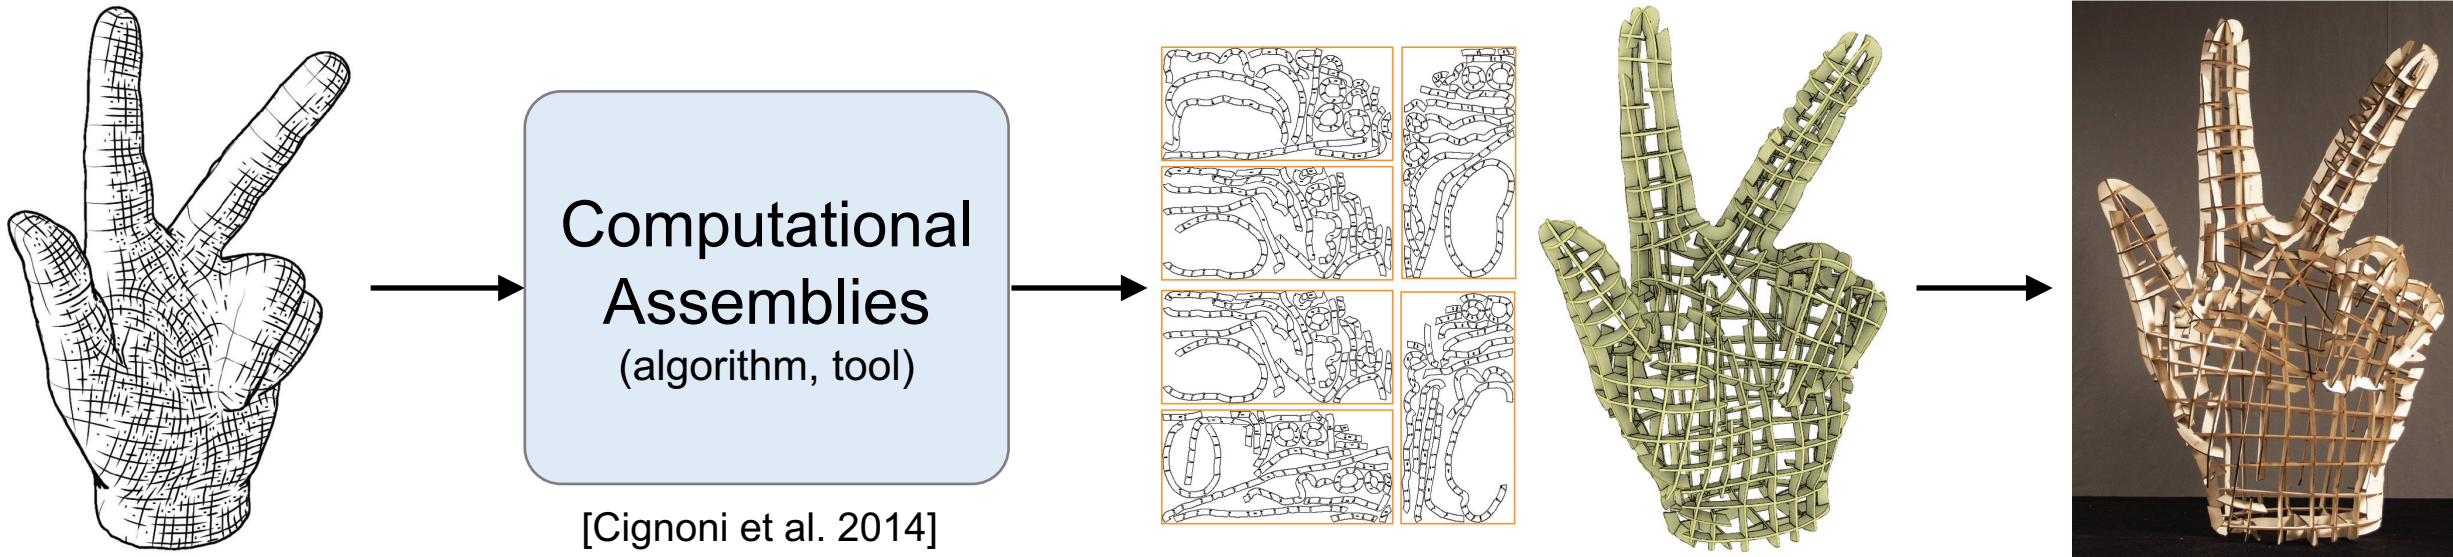 Computational
Assemblies
(algorithm, tool)
[Cignoni et al. 2014]